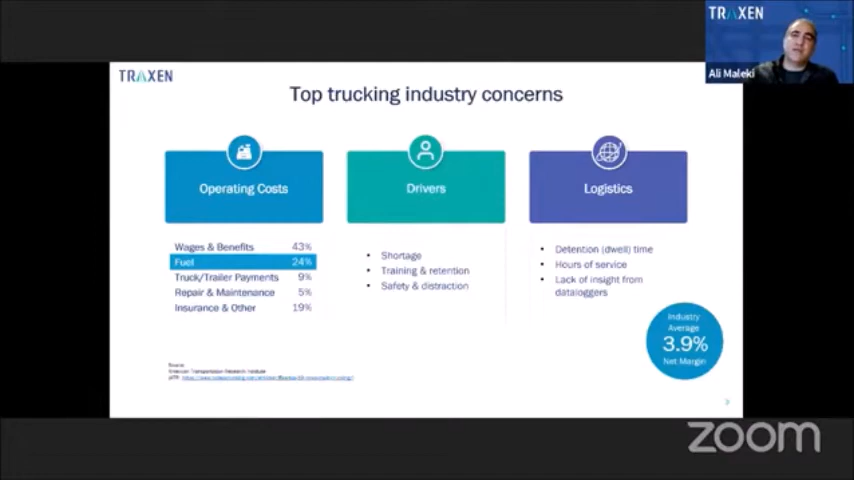 TRAXEN
Ali Maleki
TRAXEN
Top trucking industry concerns
Operating Costs
Wages & Benefits 43%
Fuel 24%
Truck/Trailer Payments 9%
Repair & Maintenance 5%
Insurance & Other 19%
Drivers
• Shortage
• Training & retention
• Safety & distraction
Logistics
• Detention (dwell) time
• Hours of service
• Lack of insight from
dataloggers
Industry
Average
3.9%
Net Margin
Source:
American Transportation Research Institute
zoom